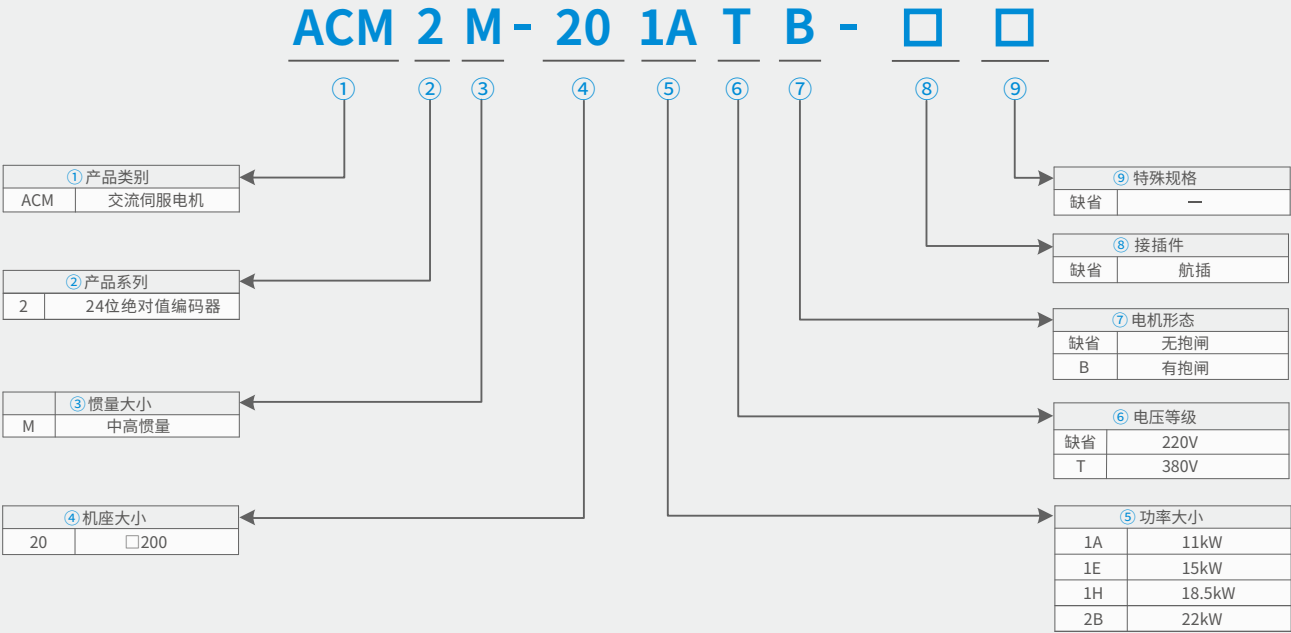 ACM 2 M - 20 1A T B - □ □
① ② ③ ④ ⑤ ⑥ ⑦ ⑧ ⑨
①产品类别
ACM 交流伺服电机
②产品系列
2 24位绝对值编码器
③惯量大小
M 中高惯量
④机座大小
20 □200
⑨特殊规格
缺省 —
⑧接插件
缺省 航插
⑦电机形态
缺省 无抱闸
B 有抱闸
⑥电压等级
缺省 220V
T 380V
⑤功率大小
1A 11kW
1E 15kW
1H 18.5kW
2B 22kW